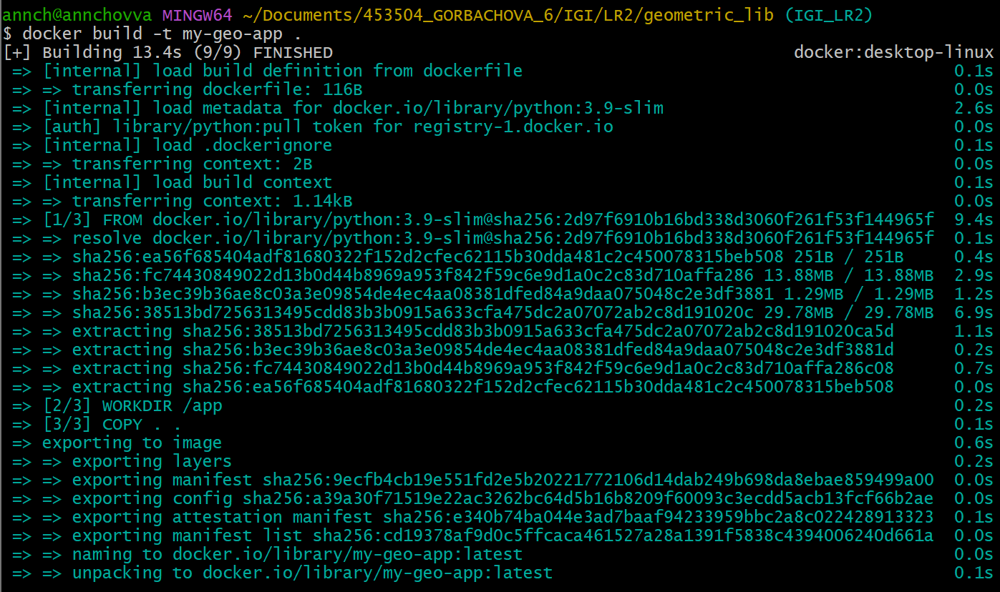 annch@annchovva MINGW64 ~/Documents/453504_GORBACHOVA_6/IGI/LR2/geometric_lib (IGI_LR2)
$ docker build -t my-geo-app .
[+] Building 13.4s (9/9) FINISHED docker:desktop-linux
=> [internal] load build definition from dockerfile 0.1s
=> => transferring dockerfile: 116B 0.0s
=> [internal] load metadata for docker.io/library/python:3.9-slim 2.6s
=> [auth] library/python:pull token for registry-1.docker.io 0.0s
=> [internal] load .dockerignore 0.1s
=> => transferring context: 2B 0.0s
=> [internal] load build context 0.1s
=> => transferring context: 1.14kB 0.0s
=> [1/3] FROM docker.io/library/python:3.9-slim@sha256:2d97f6910b16bd338d3060f261f53f144965f 9.4s
=> => resolve docker.io/library/python:3.9-slim@sha256:2d97f6910b16bd338d3060f261f53f144965f 0.1s
=> => sha256:ea56f685404adf81680322f152d2cfec62115b30dda481c2c450078315beb508 251B / 251B 0.4s
=> => sha256:fc74430849022d13b0d44b8969a953f842f59c6e9d1a0c2c83d710affa286 13.88MB / 13.88MB 2.9s
=> => sha256:b3ec39b36ae8c03a3e09854de4ec4aa08381dfed84a9daa075048c2e3df3881 1.29MB / 1.29MB 1.2s
=> => sha256:38513bd7256313495cdd83b3b0915a633cfa475dc2a07072ab2c8d191020c 29.78MB / 29.78MB 6.9s
=> => extracting sha256:38513bd7256313495cdd83b3b0915a633cfa475dc2a07072ab2c8d191020ca5d 1.1s
=> => extracting sha256:b3ec39b36ae8c03a3e09854de4ec4aa08381dfed84a9daa075048c2e3df3881d 0.2s
=> => extracting sha256:fc74430849022d13b0d44b8969a953f842f59c6e9d1a0c2c83d710affa286c08 0.7s
=> => extracting sha256:ea56f685404adf81680322f152d2cfec62115b30dda481c2c450078315beb508 0.0s
=> [2/3] WORKDIR /app 0.2s
=> [3/3] COPY . . 0.1s
=> exporting to image 0.6s
=> => exporting layers 0.2s
=> => exporting manifest sha256:9ecfb4cb19e551fd2e5b20221772106d14dab249b698da8ebae859499a00 0.0s
=> => exporting config sha256:a39a30f71519e22ac3262bc64d5b16b8209f60093c3ecdd5acb13fcf66b2ae 0.0s
=> => exporting attestation manifest sha256:e340b74ba044e3ad7baaf94233959bbc2a8c022428913323 0.1s
=> => exporting manifest list sha256:cd19378af9d0c5ffcaca461527a28a1391f5838c4394006240d661a 0.0s
=> => naming to docker.io/library/my-geo-app:latest 0.0s
=> => unpacking to docker.io/library/my-geo-app:latest 0.1s